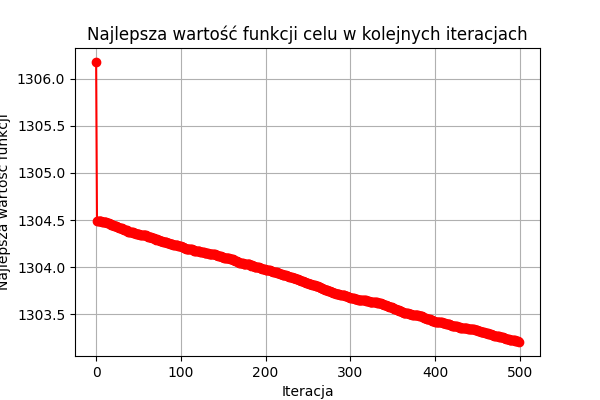 Najlepsza wartość funkcji celu w kolejnych iteracjach
Najlepsza wartość funkcji
1306.0
1305.5
1305.0
1304.5
1304.0
1303.5
0 100 200 300 400 500
Iteracja